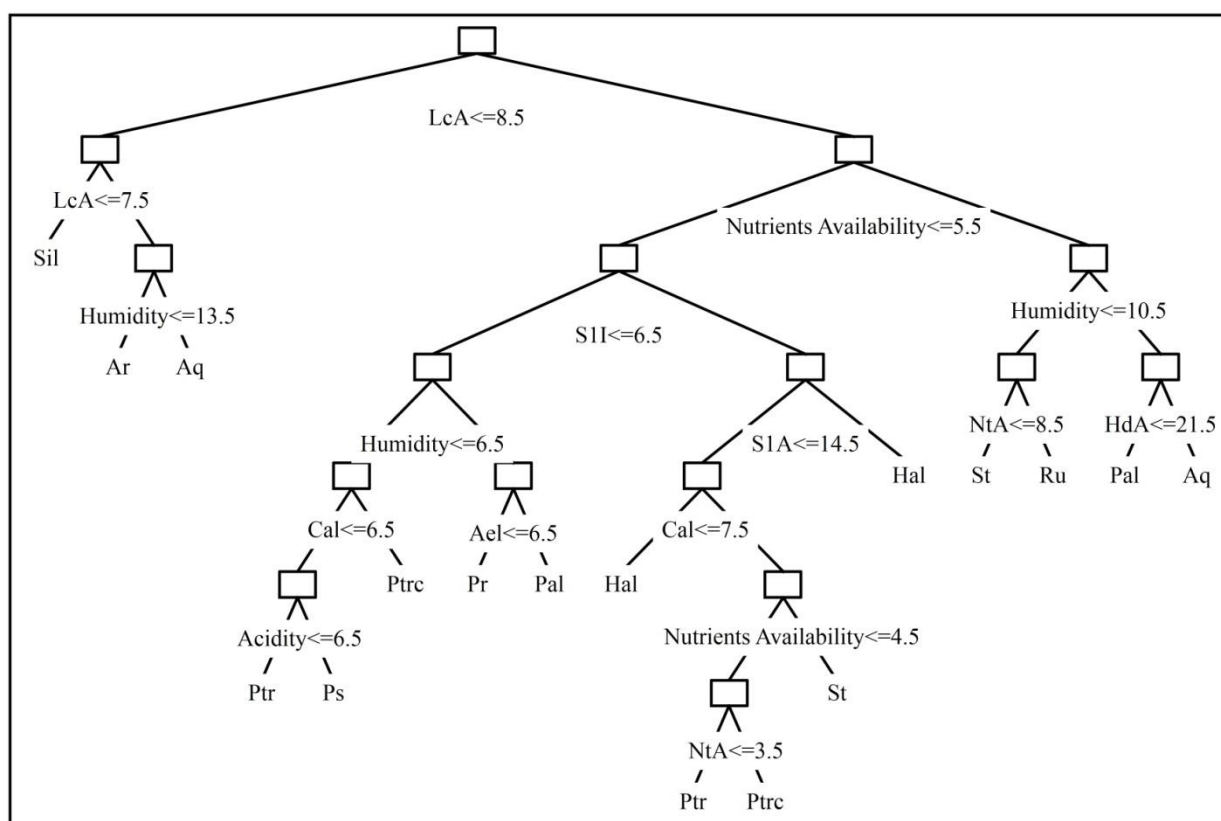 LcA<=8.5
LcA<=7.5
Nutrients Availability<=5.5
Sil
Humidity<=13.5
Humidity<=10.5
S1I<=6.5
Ar
Aq
NtA<=8.5
HdA<=21.5
Humidity<=6.5
S1A<=14.5
Hal
St
Ru
Pal
Aq
Cal<=6.5
Ael<=6.5
Cal<=7.5
Ptrc
Pr
Pal
Hal
Acidity<=6.5
Nutrients Availability<=4.5
Ptr
Ps
St
NtA<=3.5
Ptr
Ptrc